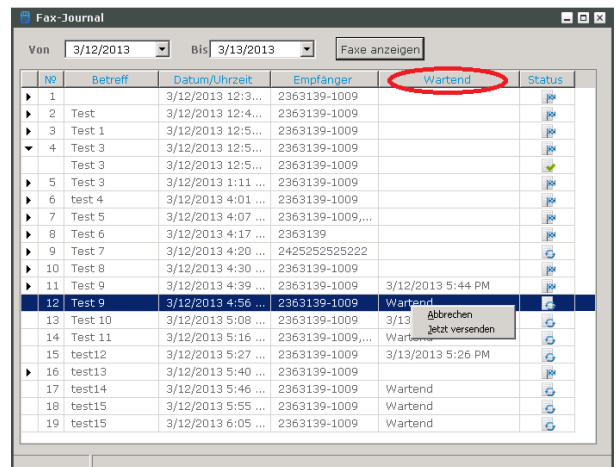 Fax-Journal
Von 3/12/2013 Bis 3/13/2013 Faxe anzeigen
Nº Betreff Datum/Uhrzeit Empfänger Wartend Status
1 3/12/2013 12:3... 2363139-1009
2 Test 3/12/2013 12:4... 2363139-1009
3 Test 1 3/12/2013 12:5... 2363139-1009
4 Test 3 3/12/2013 12:5... 2363139-1009
Test 3 3/12/2013 12:5... 2363139-1009
5 Test 3 3/12/2013 1:11 ... 2363139-1009
6 test 4 3/12/2013 4:01 ... 2363139-1009
7 Test 5 3/12/2013 4:07 ... 2363139-1009,...
8 Test 6 3/12/2013 4:17 ... 2363139
9 Test 7 3/12/2013 4:20 ... 2425252525222
10 Test 8 3/12/2013 4:30 ... 2363139-1009
11 Test 9 3/12/2013 4:39 ... 2363139-1009 3/12/2013 5:44 PM
12 Test 9 3/12/2013 4:56 ... 2363139-1009 Wartend
Abbrechen
13 Test 10 3/12/2013 5:08 ... 2363139-1009 3/13
Jetzt versenden
14 Test 11 3/12/2013 5:16 ... 2363139-1009,... Wartend
15 test12 3/12/2013 5:27 ... 2363139-1009 3/13/2013 5:26 PM
16 test13 3/12/2013 5:40 ... 2363139-1009
17 test14 3/12/2013 5:46 ... 2363139-1009 Wartend
18 test15 3/12/2013 5:55 ... 2363139-1009 Wartend
19 test15 3/12/2013 6:05 ... 2363139-1009 Wartend